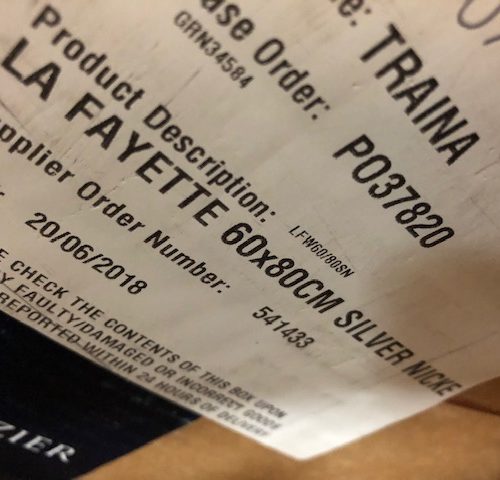 e: TRAINA
ase Order: PO37820
GRN34584
Product Description: LFW60/80SN
LA FAYETTE 60x80CM SILVER NICKE
pplier Order Number: 541433
20/06/2018
E CHECK THE CONTENTS OF THIS BOX UPON
Y FAULTY/DAMAGED OR INCORRECT GOODS
REPORTED WITHIN 24 HOURS OF DELIVERY
ZIER